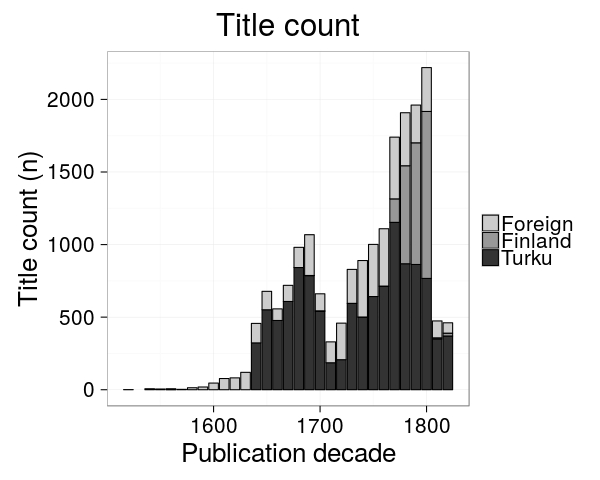 Title count
Title count (n)
2000
1500
1000
500
0
1600 1700 1800
Publication decade
Foreign
Finland
Turku